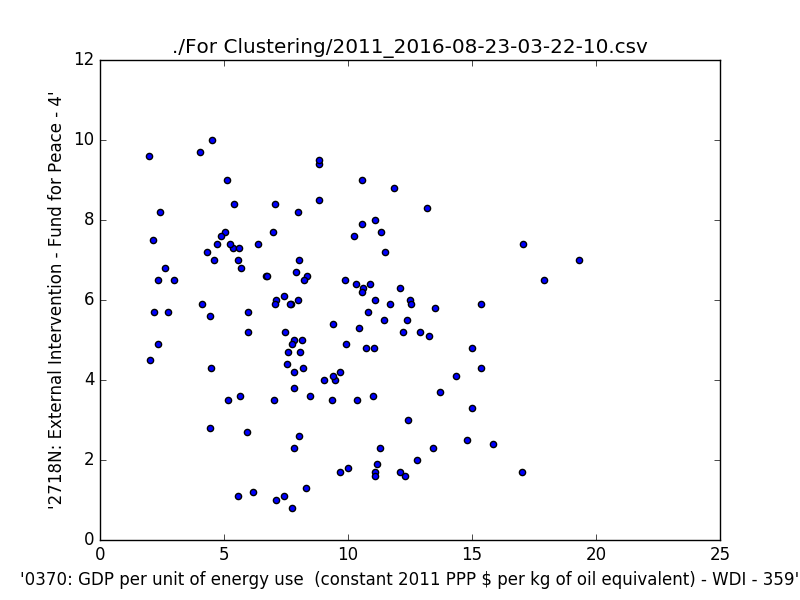 ./For Clustering/2011_2016-08-23-03-22-10.csv
'2718N: External Intervention - Fund for Peace - 4'
12
10
8
6
4
2
0
0 5 10 15 20 25
'0370: GDP per unit of energy use  (constant 2011 PPP $ per kg of oil equivalent) - WDI - 359'